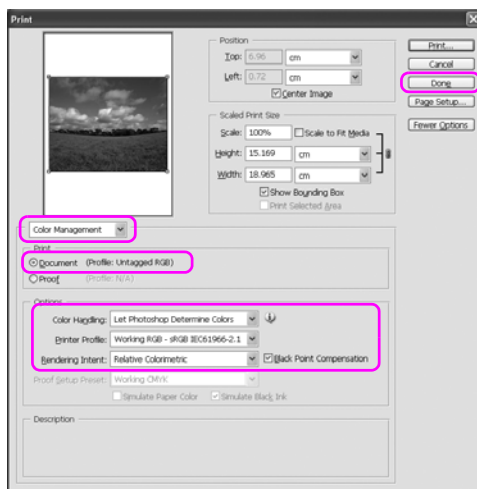 Print
Position
Top: 6.96 cm
Left: 0.72 cm
Center Image
Scaled Print Size
Scale: 100% Scale to Fit Media
Height: 15.169 cm
Width: 18.965 cm
Show Bounding Box
Print Selected Area
Print...
Cancel
Done
Page Setup...
Fewer Options
Color Management
Print
Document (Profile: Untagged RGB)
Proof (Profile: N/A)
Options
Color Handling: Let Photoshop Determine Colors
Printer Profile: Working RGB - sRGB IEC61966-2.1
Rendering Intent: Relative Colorimetric Black Point Compensation
Proof Setup Preset: Working CMYK
Simulate Paper Color Simulate Black Ink
Description